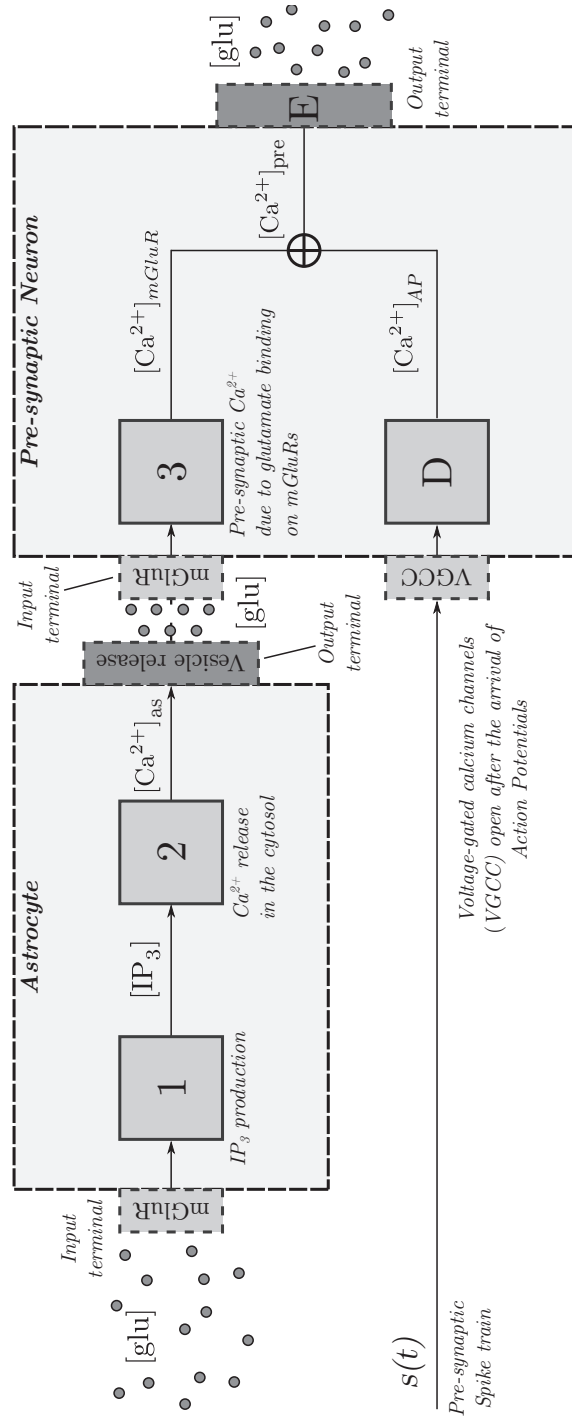 [glu]
Input
terminal
mGluR
Astrocyte
1
IP₃ production
[IP₃]
2
Ca²⁺ release
in the cytosol
[Ca²⁺]as
Vesicle release
Output
terminal
[glu]
Input
terminal
mGluR
Pre-synaptic Neuron
3
Pre-synaptic Ca²⁺
due to glutamate binding
on mGluRs
[Ca²⁺]mGluR
[Ca²⁺]pre
[Ca²⁺]AP
D
VGCC
E
Output
terminal
[glu]
s(t)
Pre-synaptic
Spike train
Voltage-gated calcium channels
(VGCC) open after the arrival of
Action Potentials